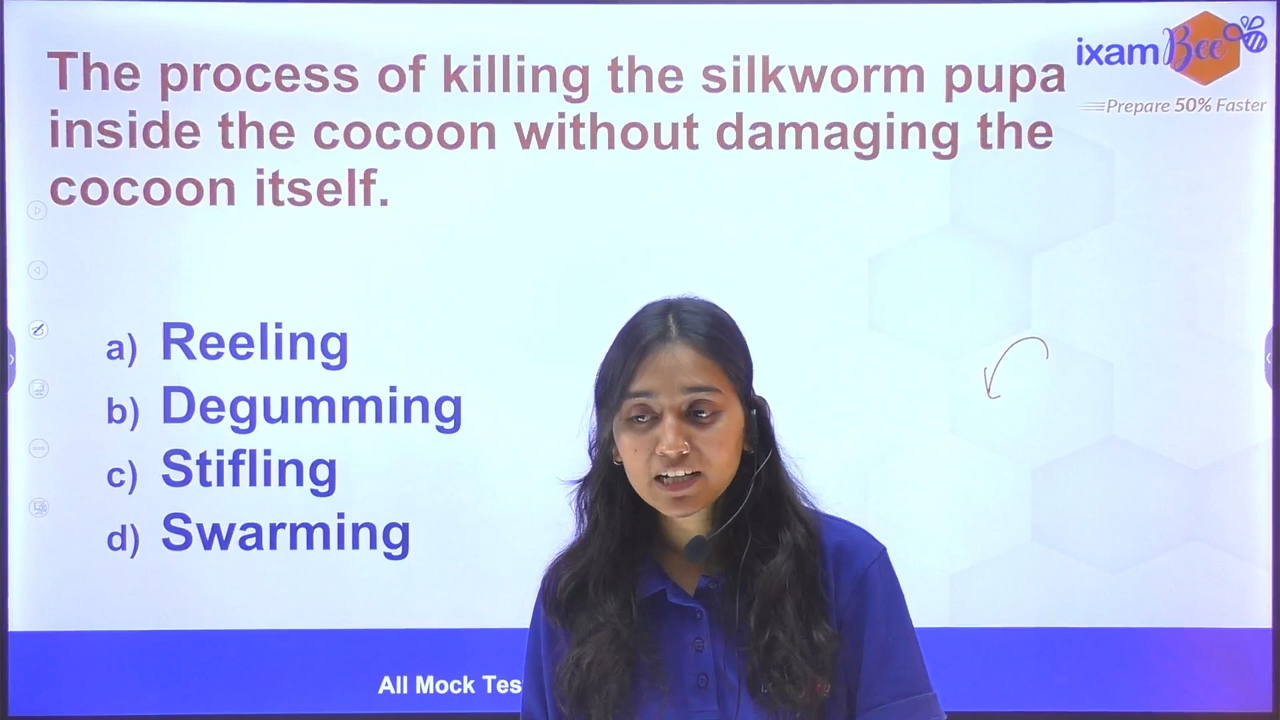 ixamBee
Prepare 50% Faster
The process of killing the silkworm pupa
inside the cocoon without damaging the
cocoon itself.
a) Reeling
b) Degumming
c) Stifling
d) Swarming
All Mock Tes